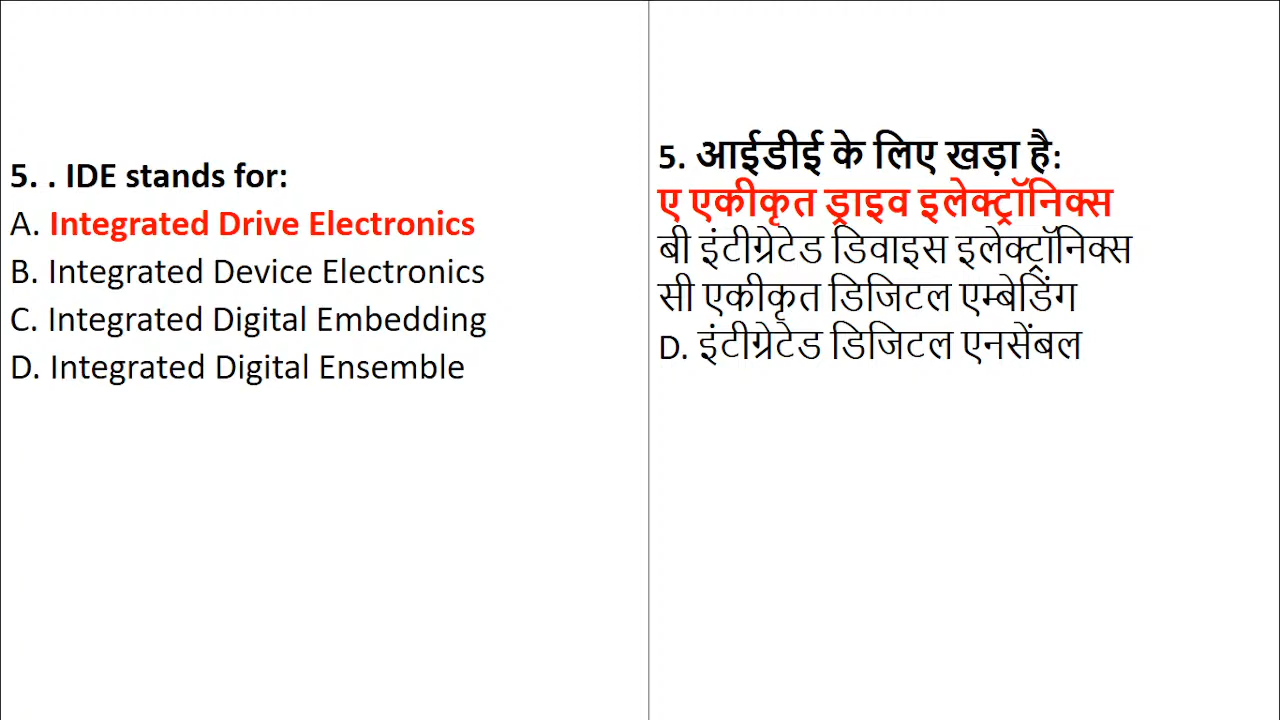 5. . IDE stands for:
A. Integrated Drive Electronics
B. Integrated Device Electronics
C. Integrated Digital Embedding
D. Integrated Digital Ensemble
5. आईडीई के लिए खड़ा है:
ए एकीकृत ड्राइव इलेक्ट्रॉनिक्स
बी इंटीग्रेटेड डिवाइस इलेक्ट्रॉनिक्स
सी एकीकृत डिजिटल एम्बेडिंग
D. इंटीग्रेटेड डिजिटल एनसेंबल